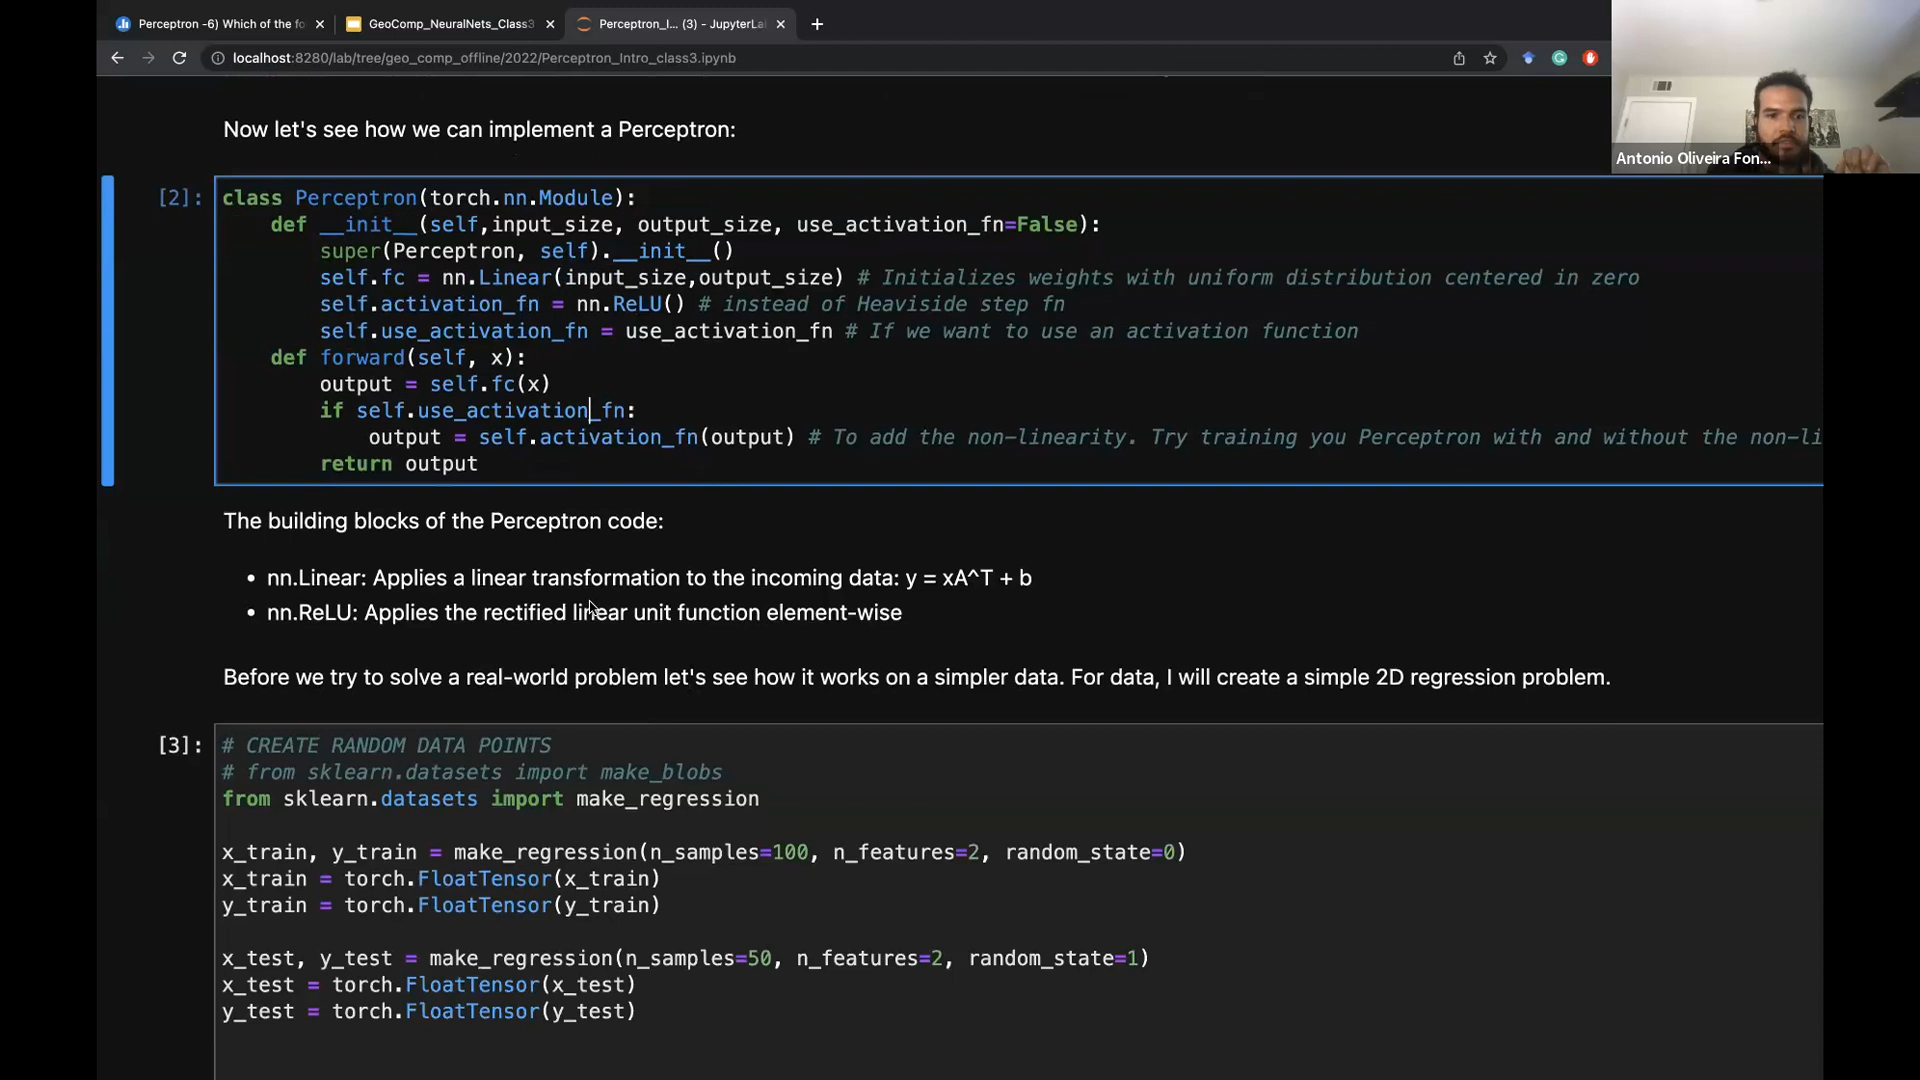 Perceptron -6) Which of the fo
GeoComp_NeuralNets_Class3
Perceptron_I... (3) - JupyterLa
localhost:8280/lab/tree/geo_comp_offline/2022/Perceptron_Intro_class3.ipynb
Antonio Oliveira Fon...
Now let's see how we can implement a Perceptron:
[2]:
class Perceptron(torch.nn.Module):
    def __init__(self,input_size, output_size, use_activation_fn=False):
        super(Perceptron, self).__init__()
        self.fc = nn.Linear(input_size,output_size) # Initializes weights with uniform distribution centered in zero
        self.activation_fn = nn.ReLU() # instead of Heaviside step fn
        self.use_activation_fn = use_activation_fn # If we want to use an activation function
    def forward(self, x):
        output = self.fc(x)
        if self.use_activation_fn:
            output = self.activation_fn(output) # To add the non-linearity. Try training you Perceptron with and without the non-li
        return output
The building blocks of the Perceptron code:
• nn.Linear: Applies a linear transformation to the incoming data: y = xA^T + b
• nn.ReLU: Applies the rectified linear unit function element-wise
Before we try to solve a real-world problem let's see how it works on a simpler data. For data, I will create a simple 2D regression problem.
[3]:
# CREATE RANDOM DATA POINTS
# from sklearn.datasets import make_blobs
from sklearn.datasets import make_regression
x_train, y_train = make_regression(n_samples=100, n_features=2, random_state=0)
x_train = torch.FloatTensor(x_train)
y_train = torch.FloatTensor(y_train)
x_test, y_test = make_regression(n_samples=50, n_features=2, random_state=1)
x_test = torch.FloatTensor(x_test)
y_test = torch.FloatTensor(y_test)